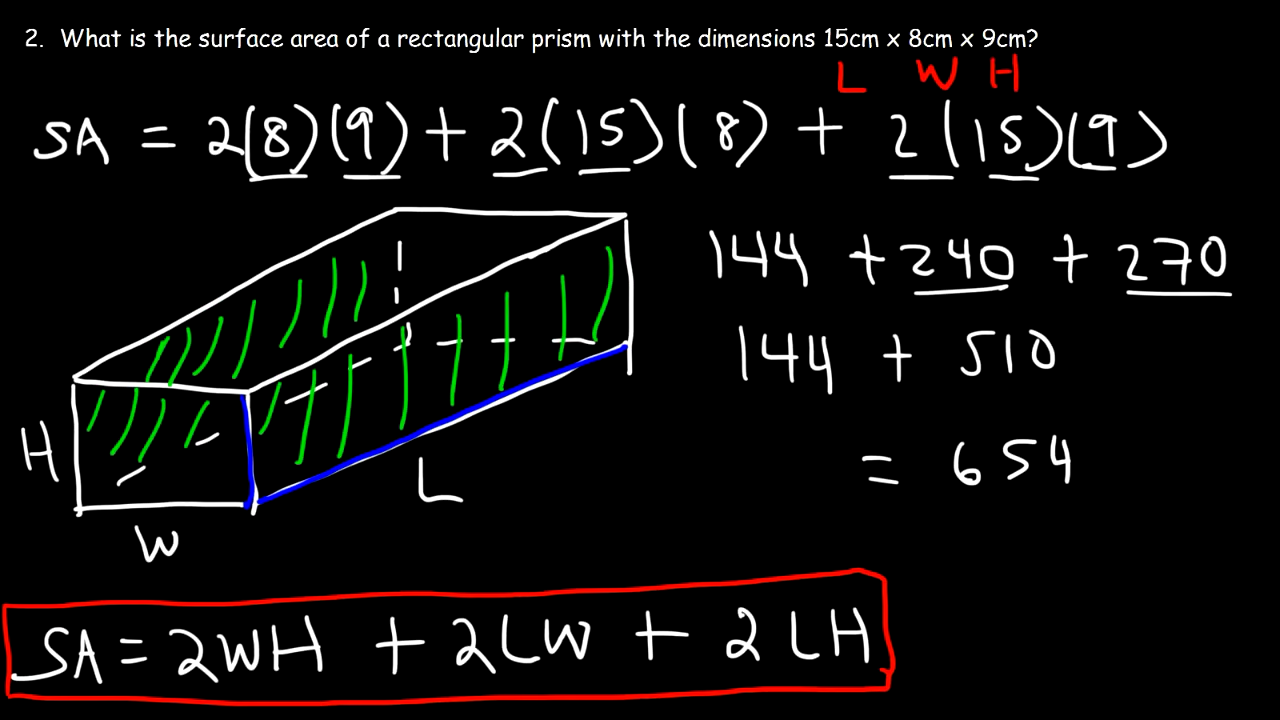 2. What is the surface area of a rectangular prism with the dimensions 15cm x 8cm x 9cm?
L W H
SA = 2(8)(9) + 2(15)(8) + 2(15)(9)
144 + 240 + 270
144 + 510
= 654
H
L
W
SA = 2WH + 2LW + 2LH